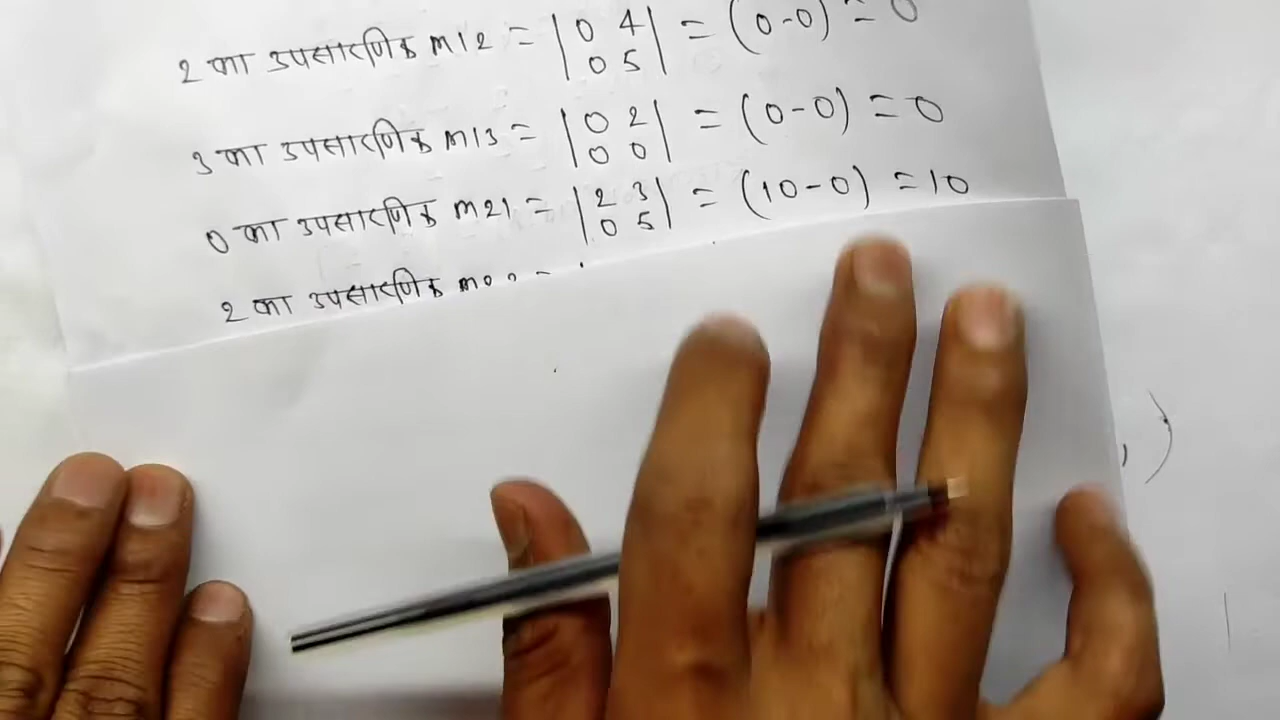 2 का उपसारणिक M12 = | 0 4 | = (0-0) = 0
| 0 5 |
3 का उपसारणिक M13 = | 0 2 | = (0-0) = 0
| 0 0 |
0 का उपसारणिक M21 = | 2 3 | = (10-0) = 10
| 0 5 |
2 का उपसारणिक